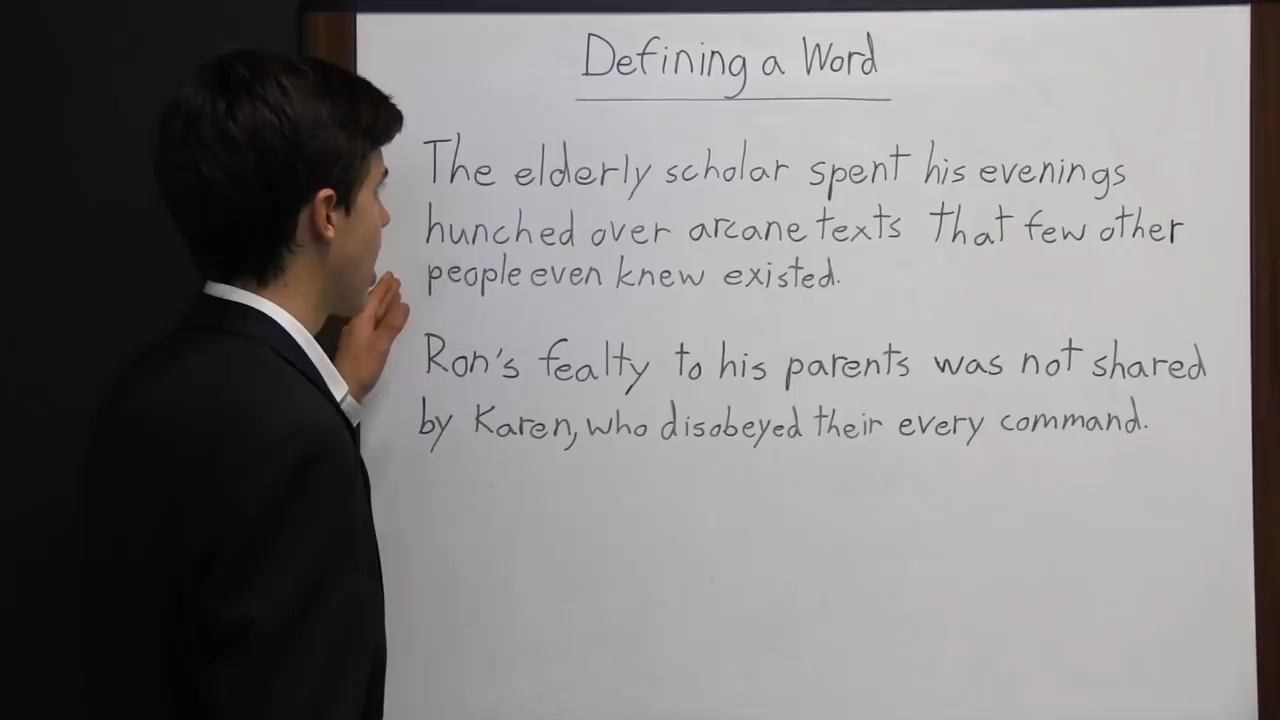 Defining a Word
The elderly scholar spent his evenings
hunched over arcane texts that few other
people even knew existed.
Ron's fealty to his parents was not shared
by Karen, who disobeyed their every command.